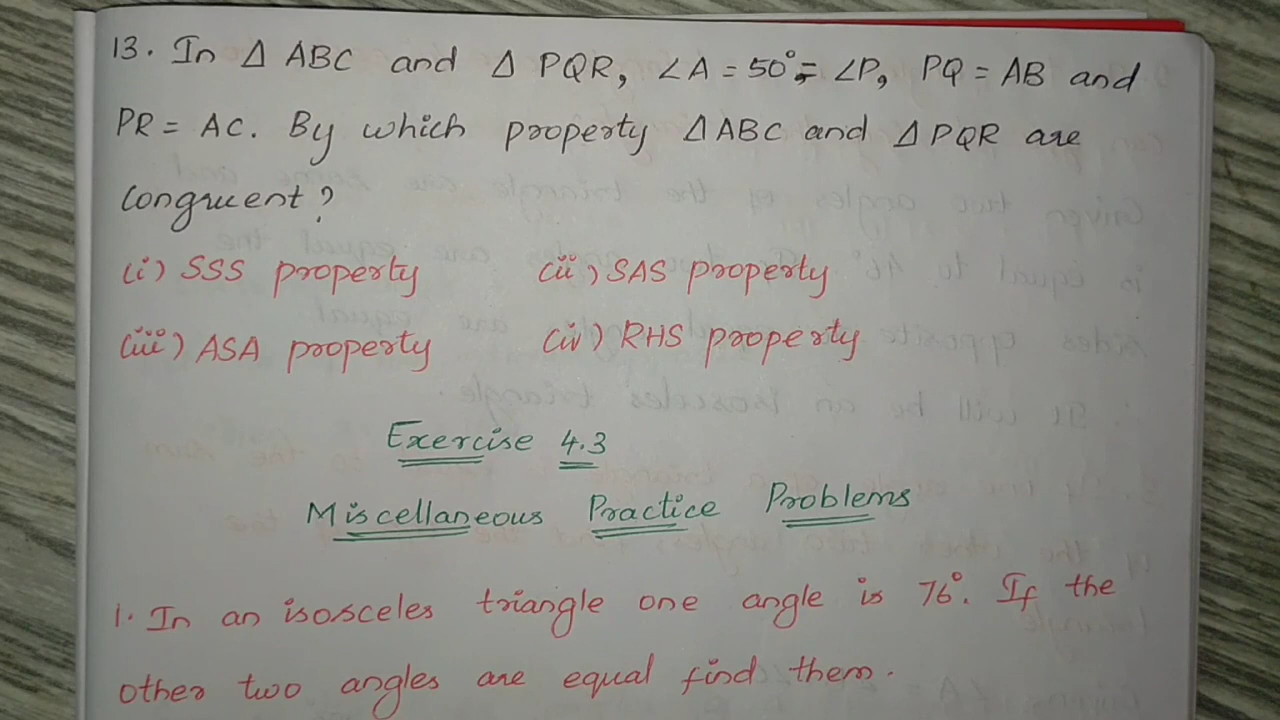 13. In Δ ABC and Δ PQR, ∠A = 50° = ∠P, PQ = AB and
PR = AC. By which property ΔABC and ΔPQR are
congruent?
(i) SSS property (ii) SAS property
(iii) ASA property (iv) RHS property
Exercise 4.3
Miscellaneous Practice Problems
1. In an isosceles triangle one angle is 76°. If the
other two angles are equal find them.